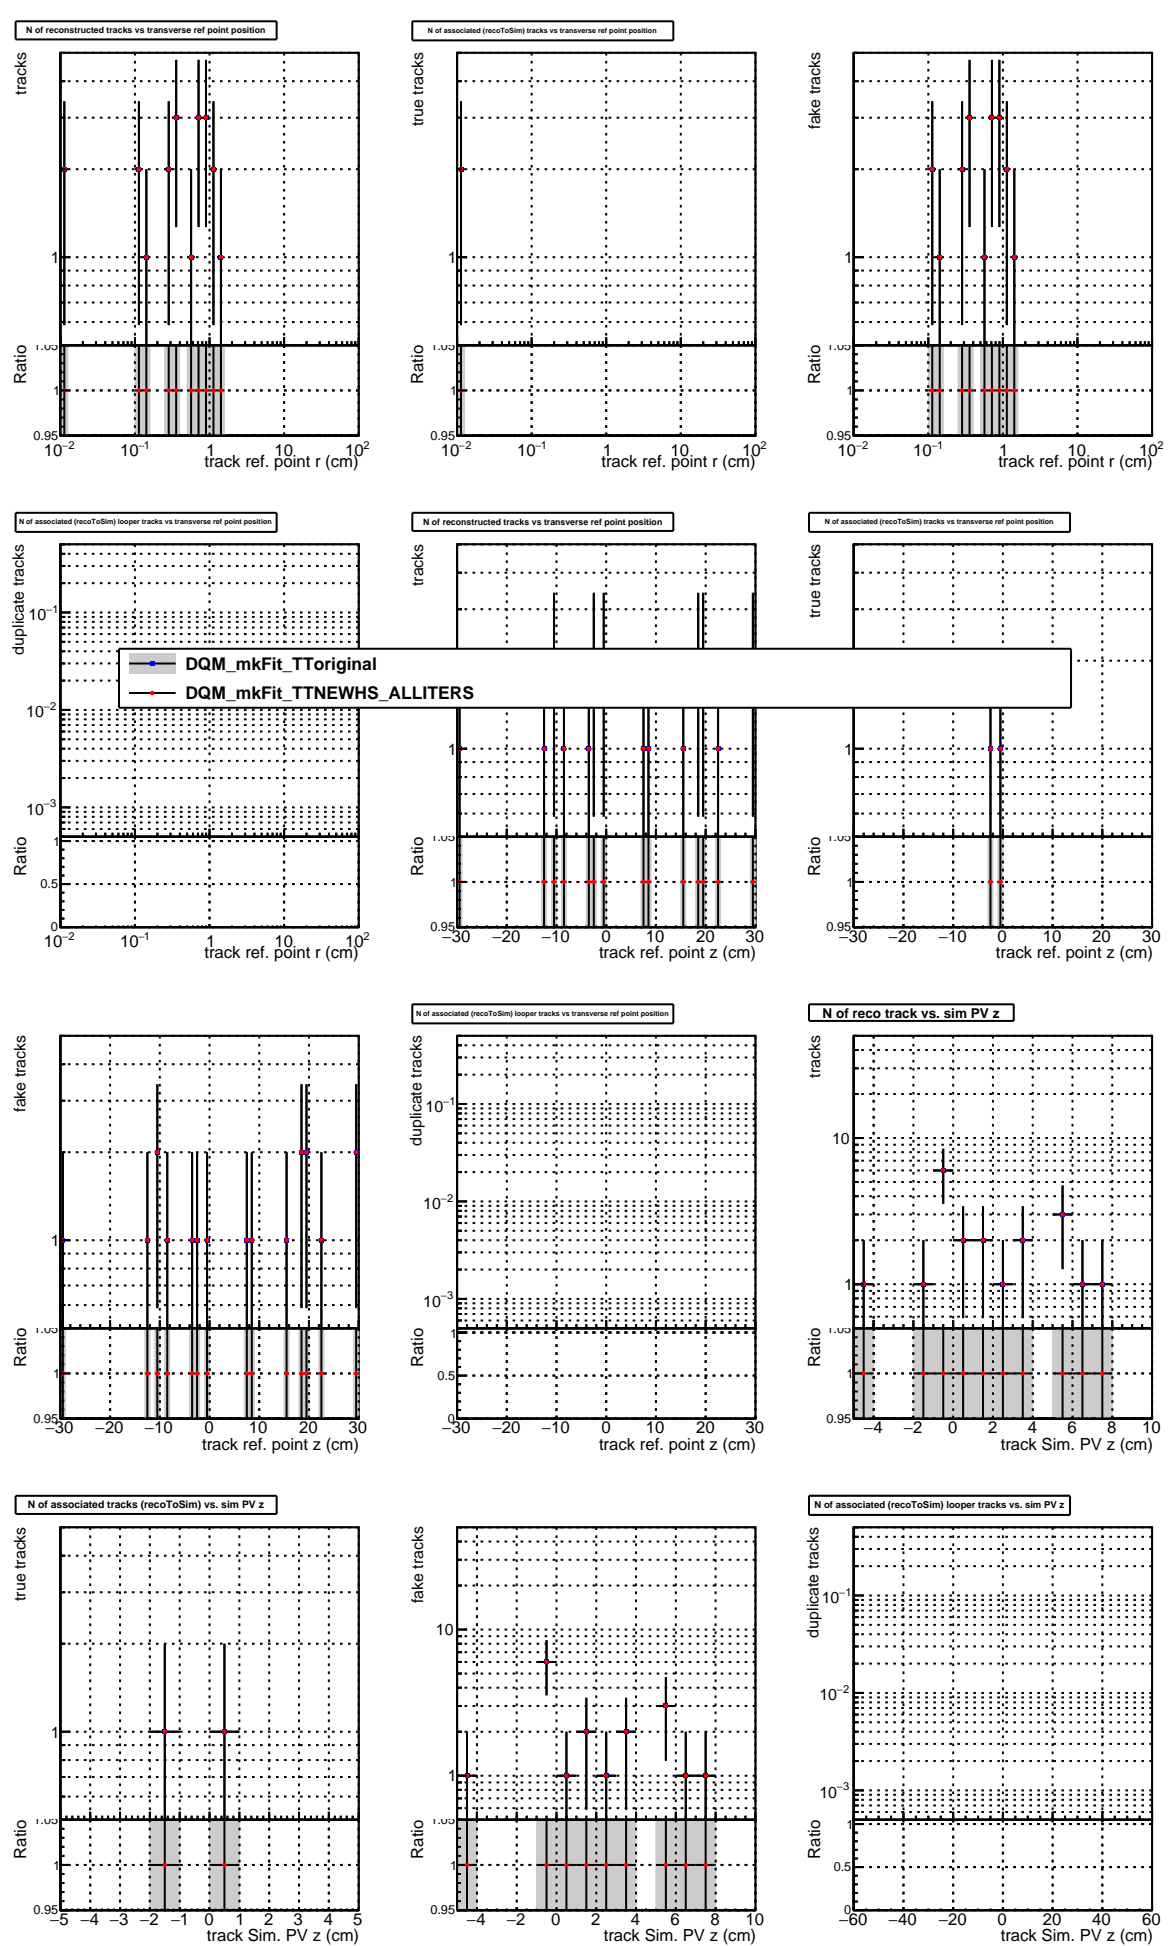 N of reconstructed tracks vs transverse ref point position
N of associated (recoToSim) tracks vs transverse ref point position
tracks
true tracks
fake tracks
1
1
1
Ratio
Ratio
Ratio
1.05
1.05
1.05
1
1
1
0.95
0.95
0.95
10−2 10−1 1 10 102
10−2 10−1 1 10 102
10−2 10−1 1 10 102
track ref. point r (cm)
track ref. point r (cm)
track ref. point r (cm)
N of associated (recoToSim) looper tracks vs transverse ref point position
N of reconstructed tracks vs transverse ref point position
N of associated (recoToSim) tracks vs transverse ref point position
duplicate tracks
tracks
true tracks
10−1
10−2
10−3
1
1
DQM_mkFit_TToriginal
DQM_mkFit_TTNEWHS_ALLITERS
Ratio
Ratio
Ratio
1
0.5
0
1.05
1
0.95
1.05
1
0.95
10−2 10−1 1 10 102
−30 −20 −10 0 10 20 30
−30 −20 −10 0 10 20 30
track ref. point r (cm)
track ref. point z (cm)
track ref. point z (cm)
N of associated (recoToSim) looper tracks vs transverse ref point position
N of reco track vs. sim PV z
fake tracks
duplicate tracks
tracks
1
10−1
10−2
10−3
10
1
Ratio
Ratio
Ratio
1.05
1
0.95
1
0.5
0
1.05
1
0.95
−30 −20 −10 0 10 20 30
−30 −20 −10 0 10 20 30
−4 −2 0 2 4 6 8 10
track ref. point z (cm)
track ref. point z (cm)
track Sim. PV z (cm)
N of associated tracks (recoToSim) vs. sim PV z
N of associated (recoToSim) looper tracks vs. sim PV z
true tracks
fake tracks
duplicate tracks
1
10
1
10−1
10−2
10−3
Ratio
Ratio
Ratio
1.05
1
0.95
1.05
1
0.95
1
0.5
0
−5 −4 −3 −2 −1 0 1 2 3 4 5
−4 −2 0 2 4 6 8 10
−60 −40 −20 0 20 40 60
track Sim. PV z (cm)
track Sim. PV z (cm)
track Sim. PV z (cm)